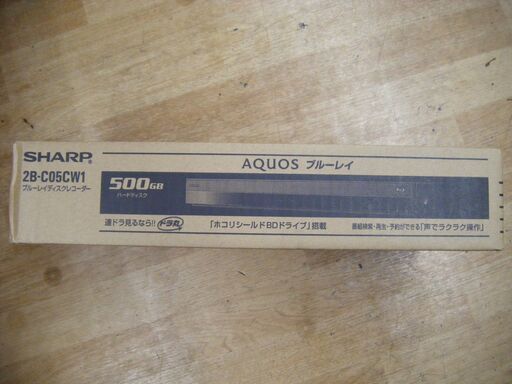 SHARP
2B-C05CW1
ブルーレイディスクレコーダー
AQUOS ブルーレイ
500GB
ハードディスク
連ドラ見るなら!! ドラ丸
「ホコリシールドBDドライブ」搭載
番組検索・再生・予約ができる「声でラクラク操作」